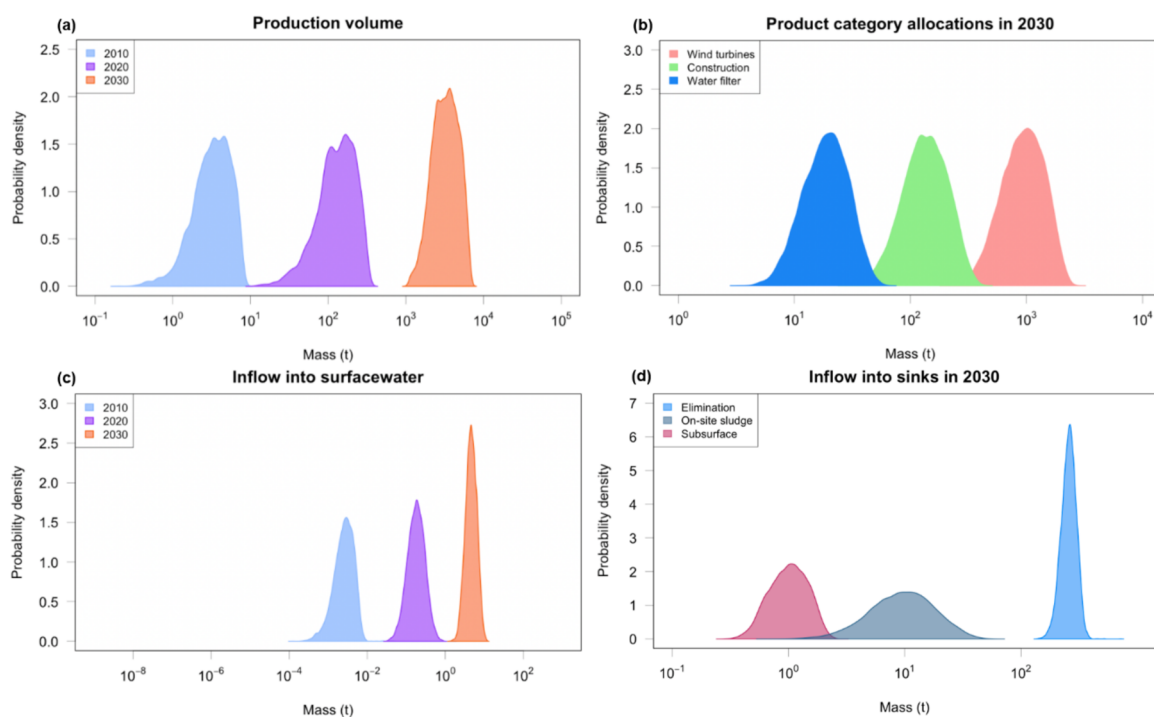 (a)
Production volume
2010
2020
2030
Probability density
2.5
2.0
1.5
1.0
0.5
0.0
10⁻¹ 10⁰ 10¹ 10² 10³ 10⁴ 10⁵
Mass (t)
(b)
Product category allocations in 2030
Wind turbines
Construction
Water filter
Probability density
3.0
2.5
2.0
1.5
1.0
0.5
0.0
10⁰ 10¹ 10² 10³ 10⁴
Mass (t)
(c)
Inflow into surfacewater
2010
2020
2030
Probability density
3.0
2.5
2.0
1.5
1.0
0.5
0.0
10⁻⁸ 10⁻⁶ 10⁻⁴ 10⁻² 10⁰ 10²
Mass (t)
(d)
Inflow into sinks in 2030
Elimination
On-site sludge
Subsurface
Probability density
7
6
5
4
3
2
1
0
10⁻¹ 10⁰ 10¹ 10²
Mass (t)